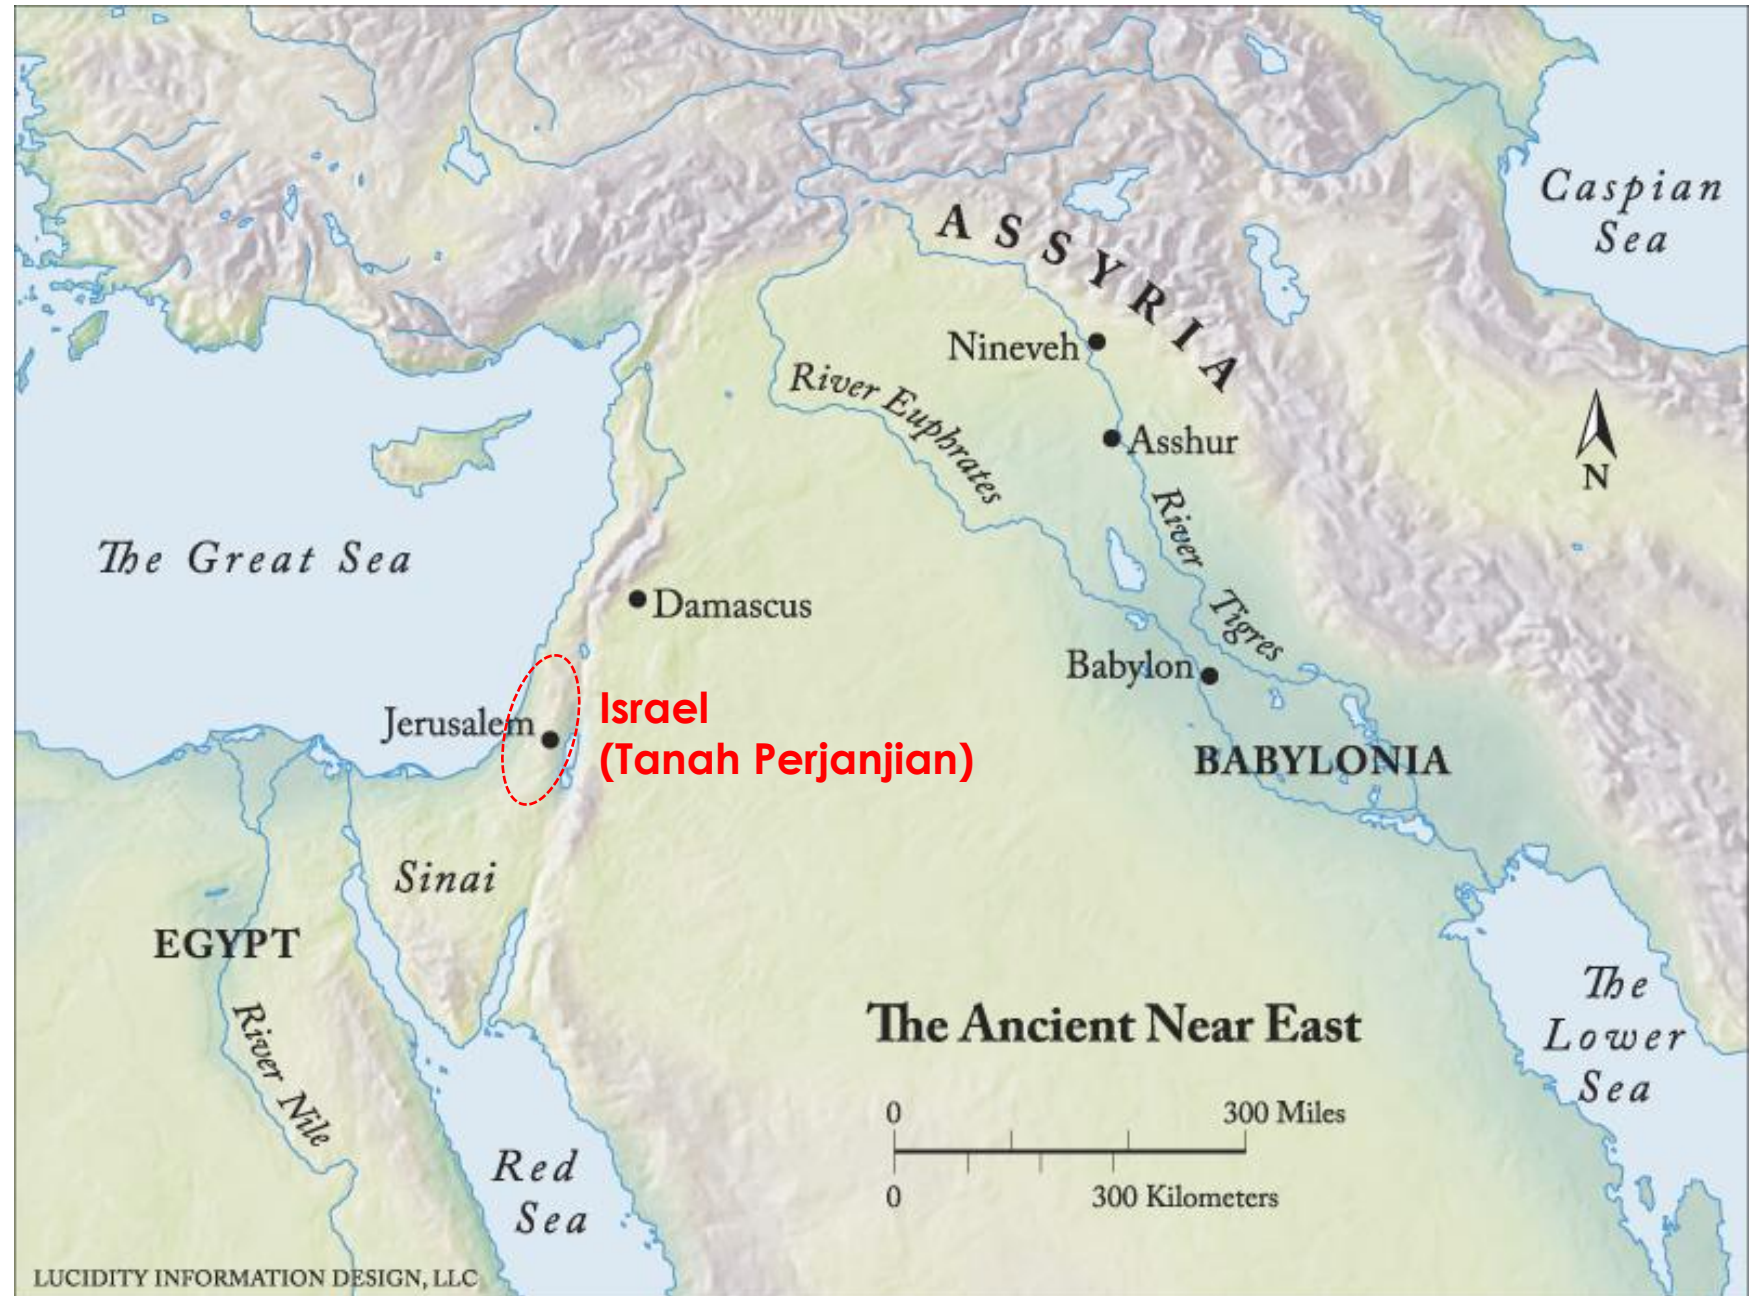 Caspian
Sea
ASSYRIA
Nineveh
River Euphrates
Asshur
N
River Tigres
The Great Sea
Damascus
Babylon
Jerusalem
Israel
(Tanah Perjanjian)
BABYLONIA
Sinai
EGYPT
The
Lower
Sea
River Nile
The Ancient Near East
0 300 Miles
0 300 Kilometers
Red
Sea
LUCIDITY INFORMATION DESIGN, LLC